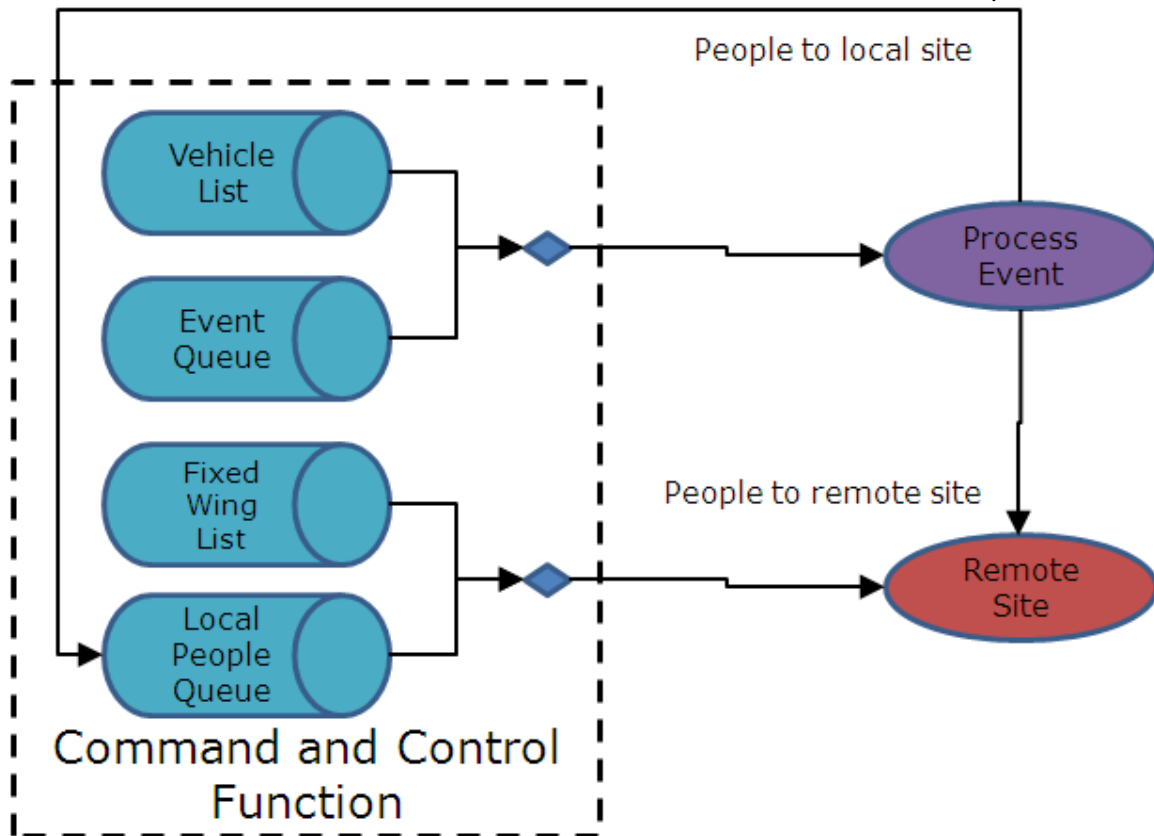 People to local site
Vehicle
List
Process
Event
Event
Queue
Fixed
Wing
List
People to remote site
Remote
Site
Local
People
Queue
Command and Control
Function